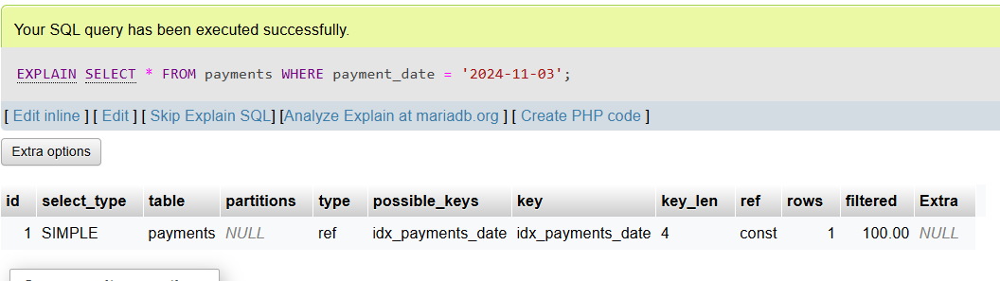 Your SQL query has been executed successfully.
EXPLAIN SELECT * FROM payments WHERE payment_date = '2024-11-03';
[ Edit inline ] [ Edit ] [ Skip Explain SQL] [Analyze Explain at mariadb.org ] [ Create PHP code ]
Extra options
id select_type table partitions type possible_keys key key_len ref rows filtered Extra
1 SIMPLE payments NULL ref idx_payments_date idx_payments_date 4 const 1 100.00 NULL